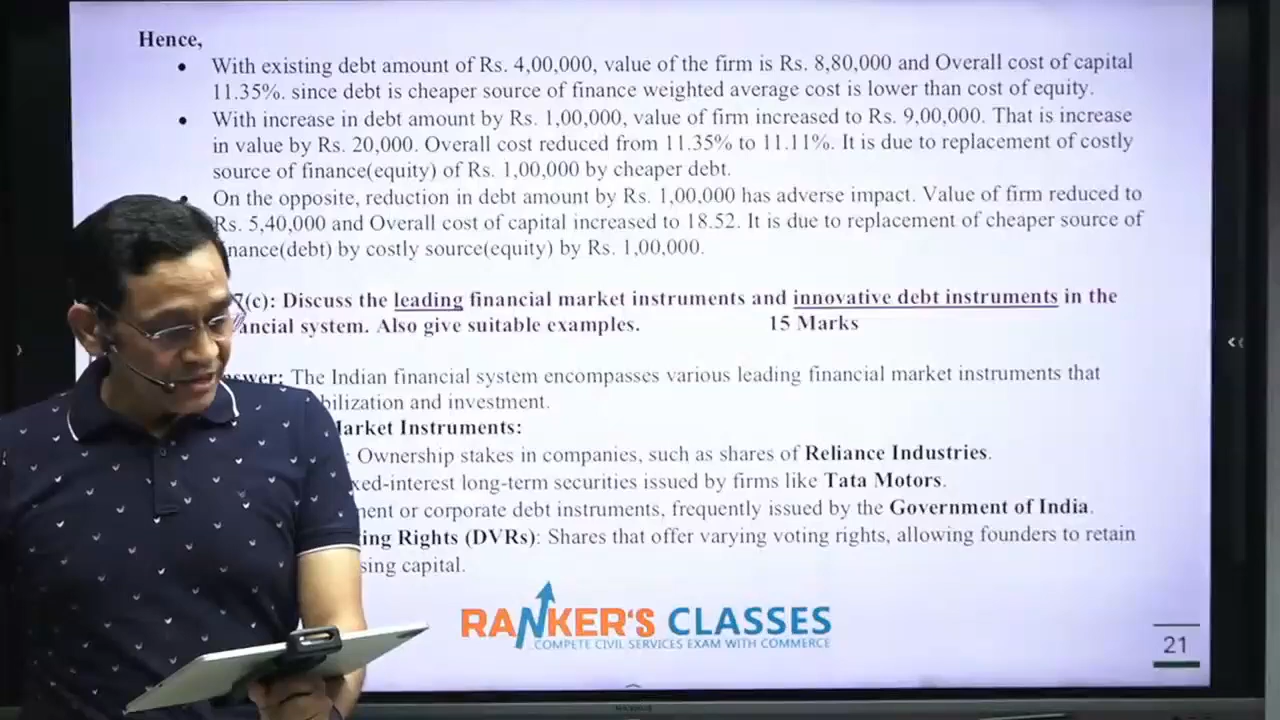 Hence,
• With existing debt amount of Rs. 4,00,000, value of the firm is Rs. 8,80,000 and Overall cost of capital
11.35%. since debt is cheaper source of finance weighted average cost is lower than cost of equity.
• With increase in debt amount by Rs. 1,00,000, value of firm increased to Rs. 9,00,000. That is increase
in value by Rs. 20,000. Overall cost reduced from 11.35% to 11.11%. It is due to replacement of costly
source of finance(equity) of Rs. 1,00,000 by cheaper debt.
On the opposite, reduction in debt amount by Rs. 1,00,000 has adverse impact. Value of firm reduced to
Rs. 5,40,000 and Overall cost of capital increased to 18.52. It is due to replacement of cheaper source of
nance(debt) by costly source(equity) by Rs. 1,00,000.
7(c): Discuss the leading financial market instruments and innovative debt instruments in the
ancial system. Also give suitable examples. 15 Marks
swer: The Indian financial system encompasses various leading financial market instruments that
bilization and investment.
Market Instruments:
: Ownership stakes in companies, such as shares of Reliance Industries.
xed-interest long-term securities issued by firms like Tata Motors.
ent or corporate debt instruments, frequently issued by the Government of India.
ing Rights (DVRs): Shares that offer varying voting rights, allowing founders to retain
sing capital.
RANKER'S CLASSES
COMPETE CIVIL SERVICES EXAM WITH COMMERCE
21